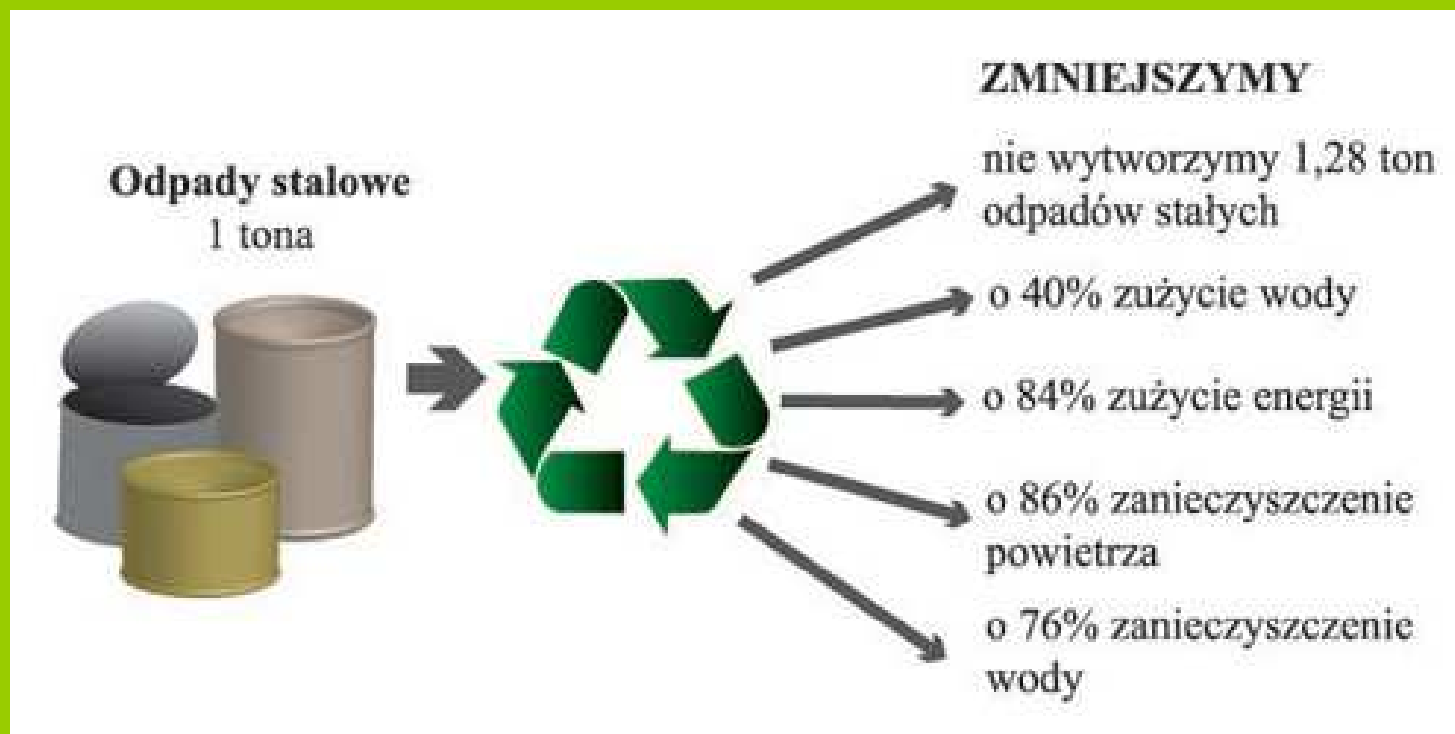 Odpady stalowe
1 tona
ZMNIEJSZYMY
nie wytworzymy 1,28 ton
odpadów stałych
o 40% zużycie wody
o 84% zużycie energii
o 86% zanieczyszczenie
powietrza
o 76% zanieczyszczenie
wody